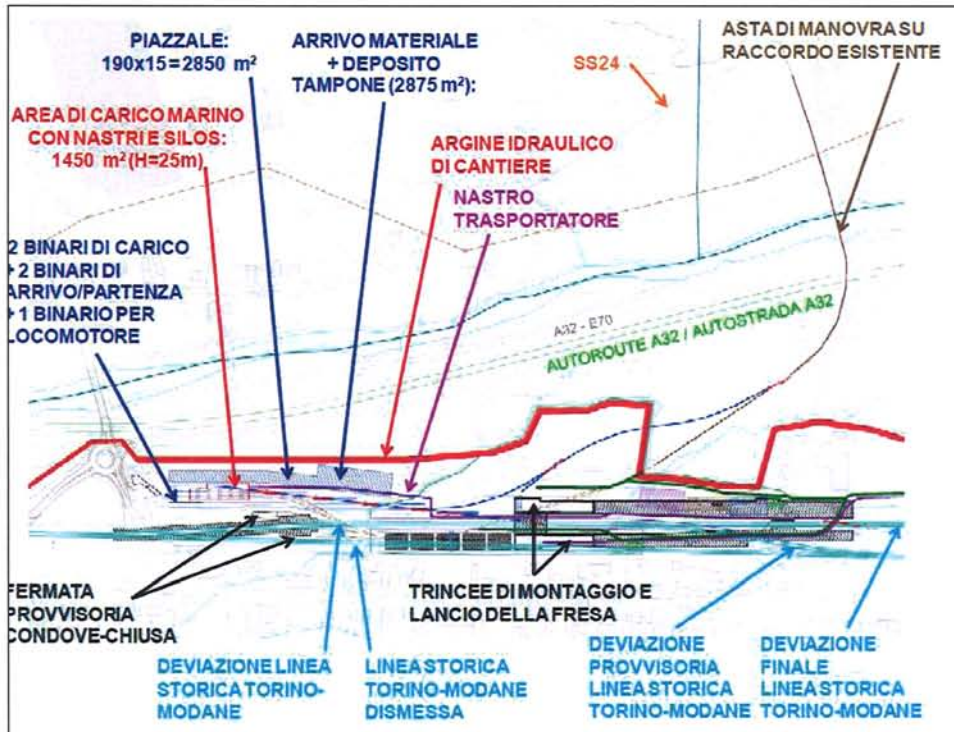 PIAZZALE:
190x15=2850 m²
ARRIVO MATERIALE
+ DEPOSITO
TAMPONE (2875 m²):
ASTA DI MANOVRA SU
RACCORDO ESISTENTE
SS24
AREA DI CARICO MARINO
CON NASTRI E SILOS:
1450 m² (H=25m)
ARGINE IDRAULICO
DI CANTIERE
NASTRO
TRASPORTATORE
2 BINARI DI CARICO
+2 BINARI DI
ARRIVO/PARTENZA
+1 BINARIO PER
LOCOMOTORE
A32 - E70
AUTOROUTE A32 / AUTOSTRADA A32
FERMATA
PROVVISORIA
CONDOVE-CHIUSA
TRINCEE DI MONTAGGIO E
LANCIO DELLA FRESA
DEVIAZIONE LINEA
STORICA TORINO-
MODANE
LINEA STORICA
TORINO-MODANE
DISMESSA
DEVIAZIONE
PROVVISORIA
LINEA STORICA
TORINO-MODANE
DEVIAZIONE
FINALE
LINEA STORICA
TORINO-MODANE